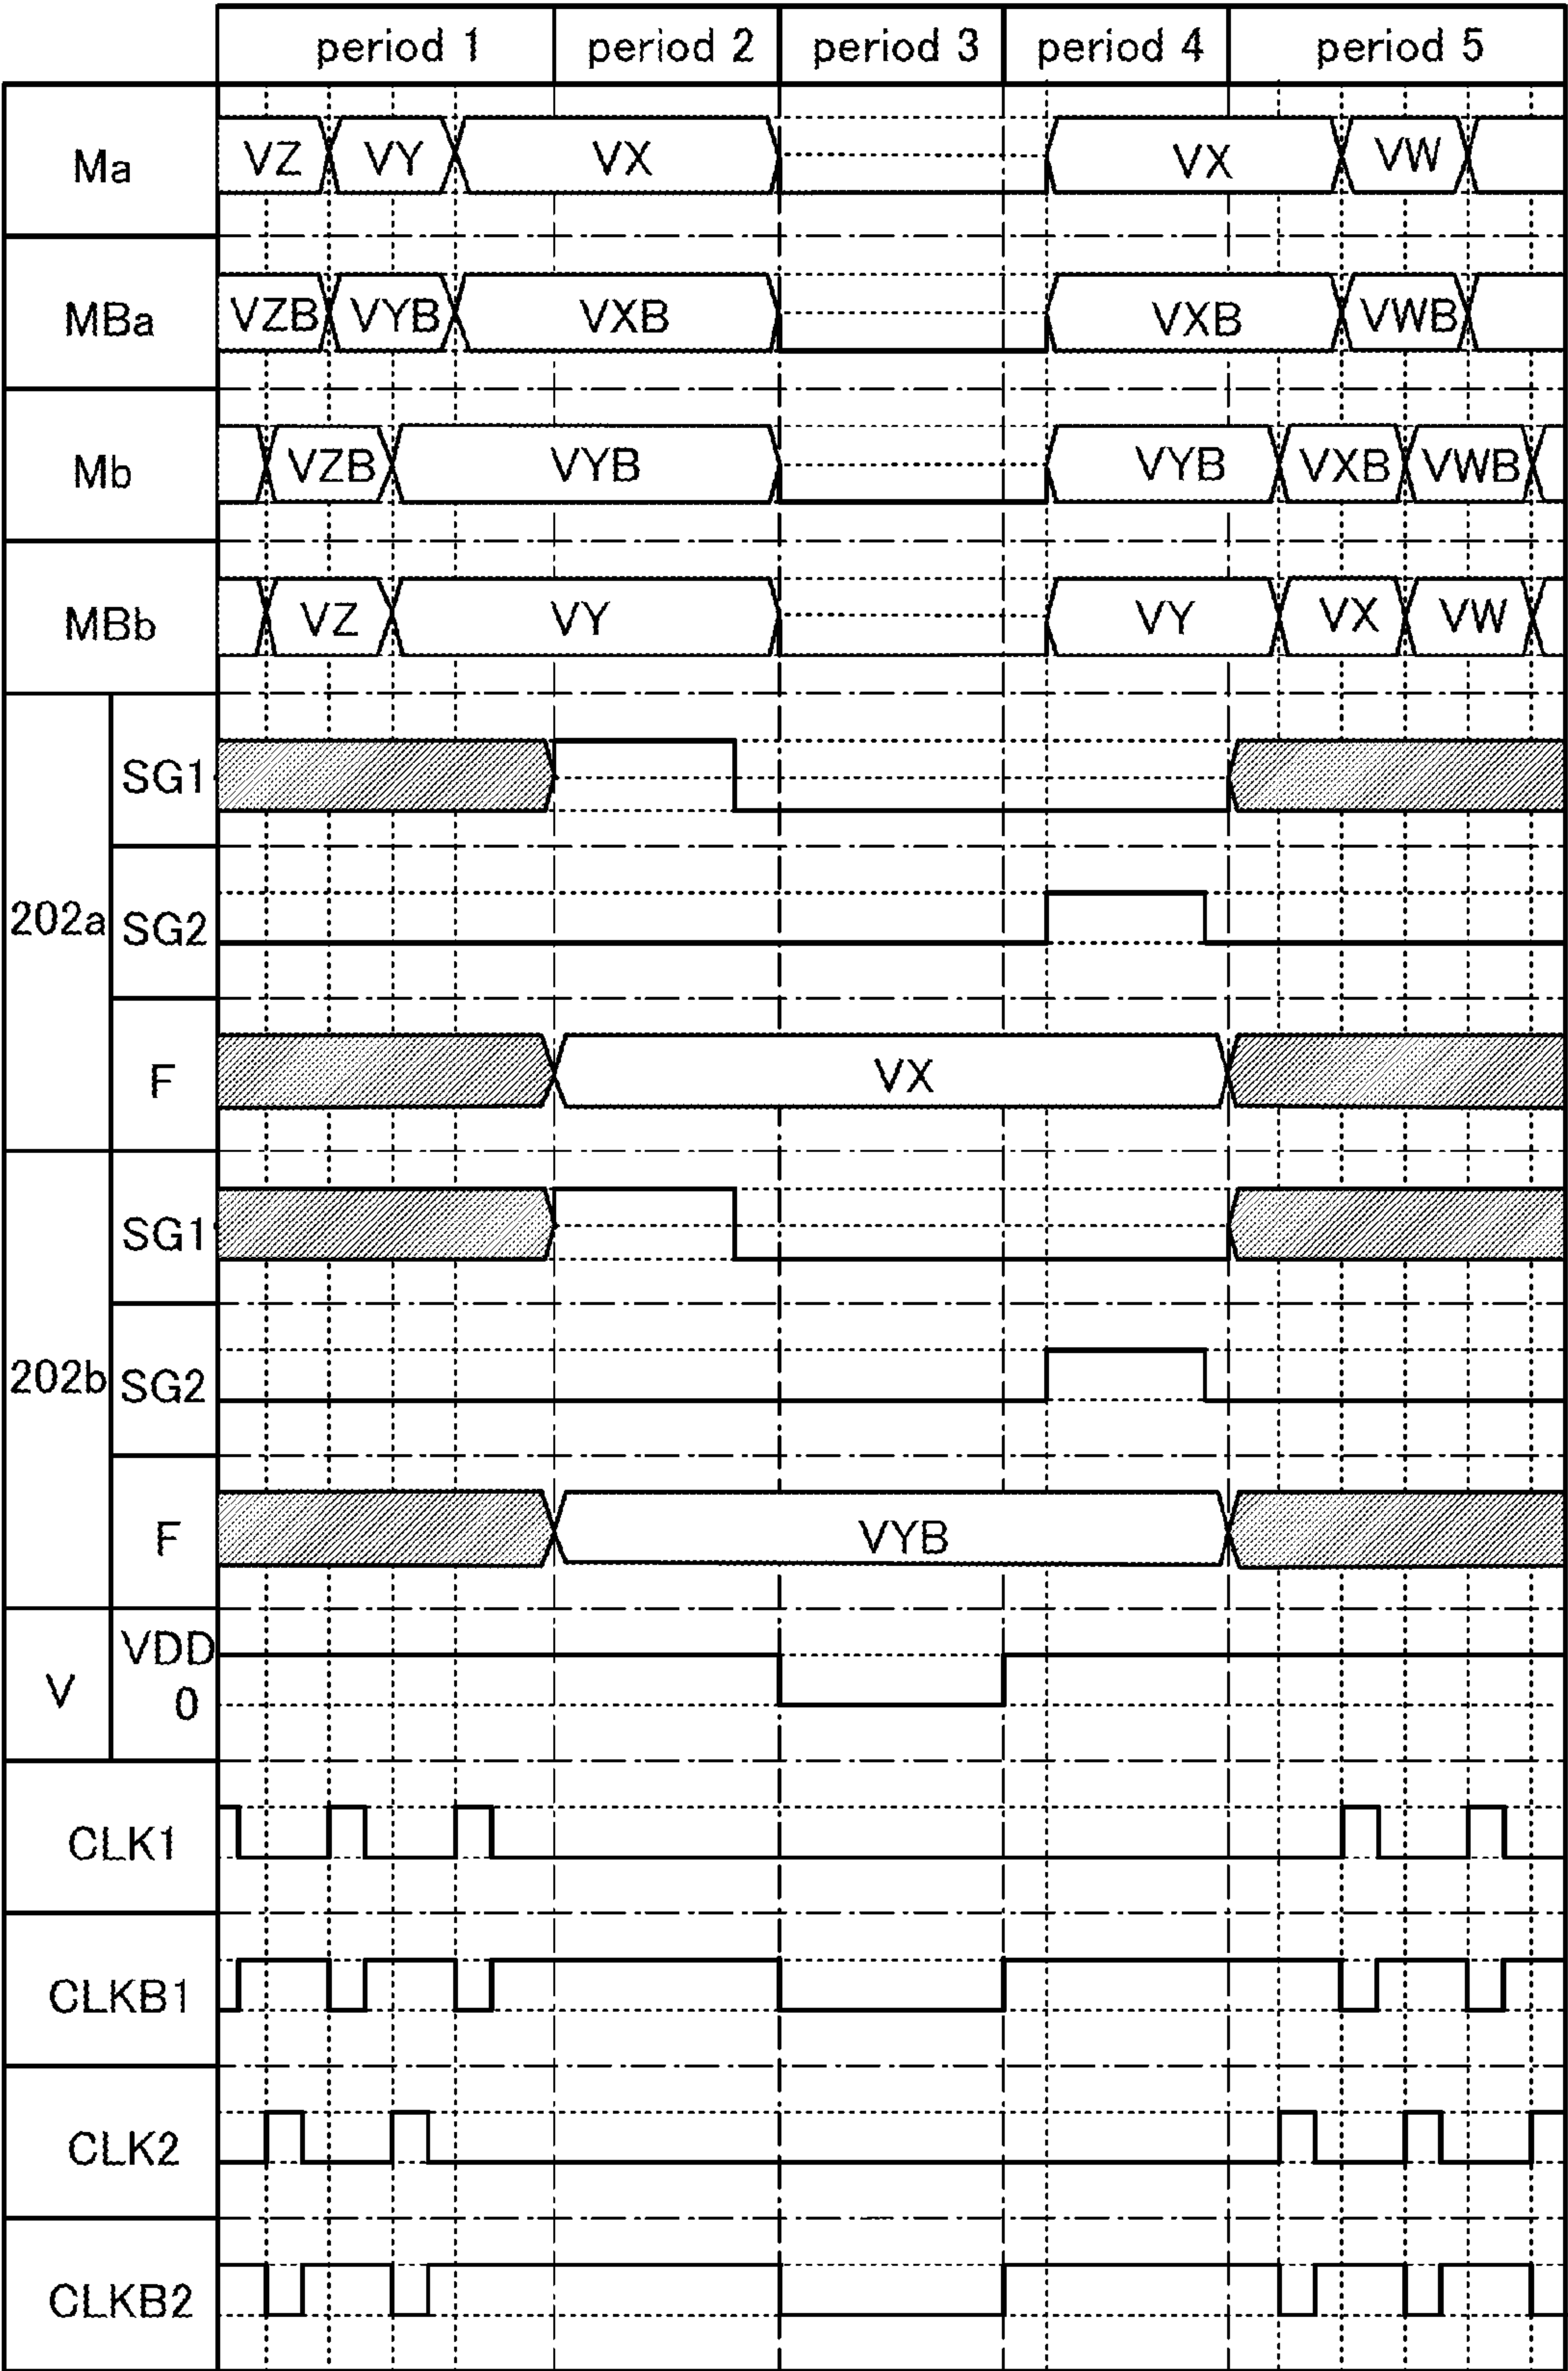 period 1 period 2 period 3 period 4 period 5
Ma VZ VY VX VX VW
MBa VZB VYB VXB VXB VWB
Mb VZB VYB VYB VXB VWB
MBb VZ VY VY VX VW
202a
SG1
SG2
F VX
202b
SG1
SG2
F VYB
V
VDD
0
CLK1
CLKB1
CLK2
CLKB2